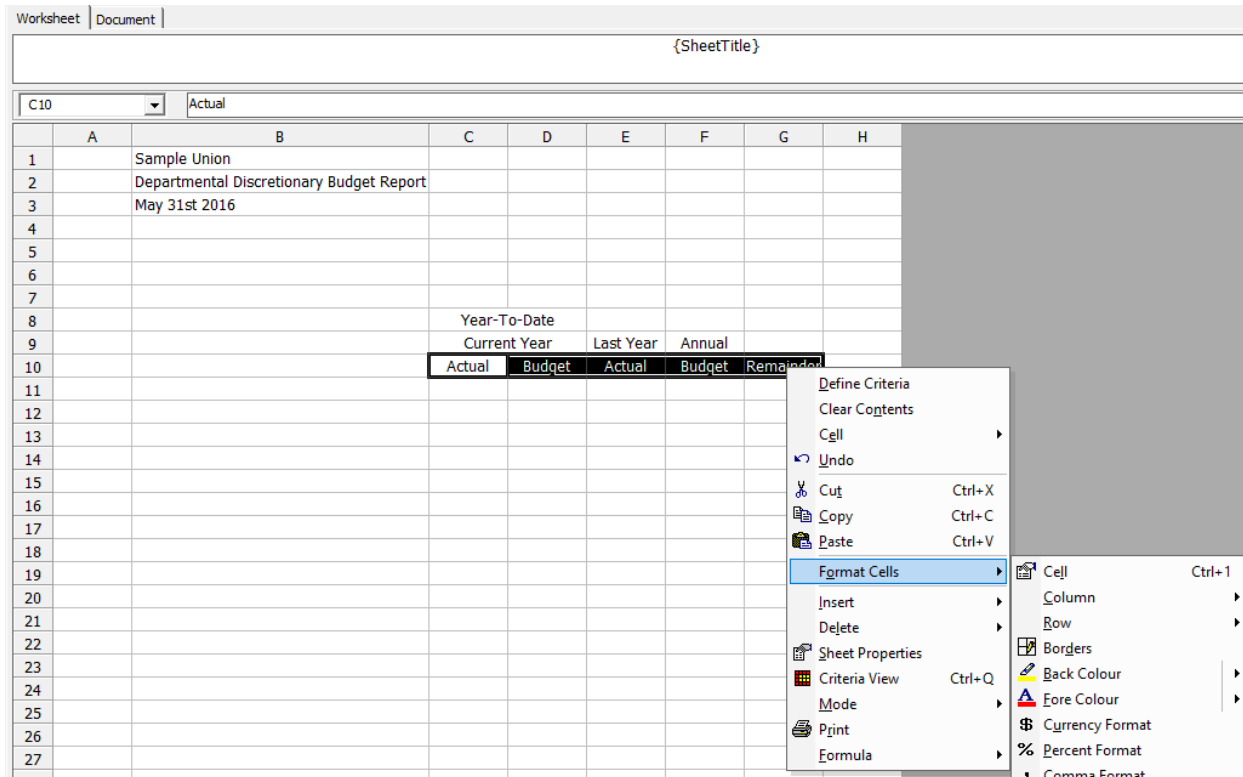 Worksheet Document
{SheetTitle}
C10 Actual
A B C D E F G H
1 Sample Union
2 Departmental Discretionary Budget Report
3 May 31st 2016
4
5
6
7
8 Year-To-Date
9 Current Year Last Year Annual
10 Actual Budget Actual Budget Remainder
11
12
13
14
15
16
17
18
19
20
21
22
23
24
25
26
27
Define Criteria
Clear Contents
Cell
Undo
Cut Ctrl+X
Copy Ctrl+C
Paste Ctrl+V
Format Cells
Insert
Delete
Sheet Properties
Criteria View Ctrl+Q
Mode
Print
Formula
Cell Ctrl+1
Column
Row
Borders
Back Colour
Fore Colour
$ Currency Format
% Percent Format
, Comma Format